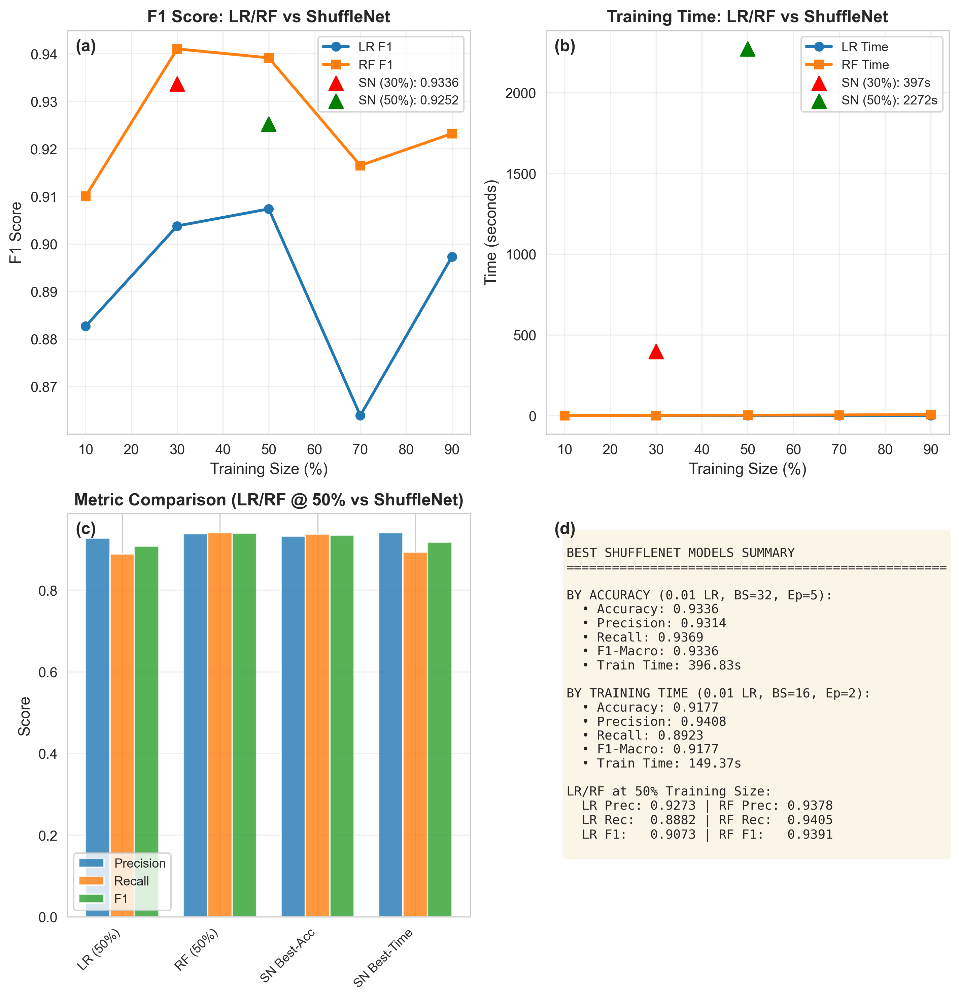 F1 Score: LR/RF vs ShuffleNet
(a)
LR F1
RF F1
SN (30%): 0.9336
SN (50%): 0.9252
0.94
0.93
0.92
0.91
0.90
0.89
0.88
0.87
F1 Score
10 20 30 40 50 60 70 80 90
Training Size (%)
Training Time: LR/RF vs ShuffleNet
(b)
LR Time
RF Time
SN (30%): 397s
SN (50%): 2272s
2000
1500
1000
500
0
Time (seconds)
10 20 30 40 50 60 70 80 90
Training Size (%)
Metric Comparison (LR/RF @ 50% vs ShuffleNet)
(c)
0.8
0.6
0.4
0.2
0.0
Score
Precision
Recall
F1
LR (50%)
RF (50%)
SN Best-Acc
SN Best-Time
(d)
BEST SHUFFLENET MODELS SUMMARY
==================================================
BY ACCURACY (0.01 LR, BS=32, Ep=5):
• Accuracy: 0.9336
• Precision: 0.9314
• Recall: 0.9369
• F1-Macro: 0.9336
• Train Time: 396.83s
BY TRAINING TIME (0.01 LR, BS=16, Ep=2):
• Accuracy: 0.9177
• Precision: 0.9408
• Recall: 0.8923
• F1-Macro: 0.9177
• Train Time: 149.37s
LR/RF at 50% Training Size:
LR Prec: 0.9273 | RF Prec: 0.9378
LR Rec: 0.8882 | RF Rec: 0.9405
LR F1: 0.9073 | RF F1: 0.9391